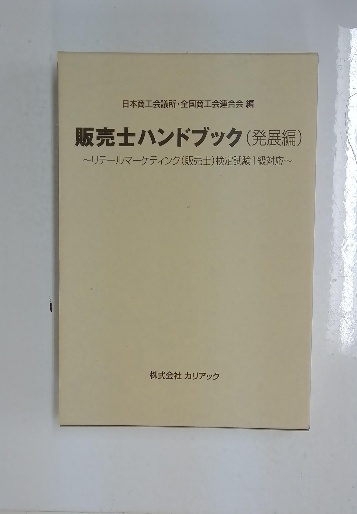 日本商工会議所・全国商工会連合会 編
販売士ハンドブック(発展編)
～リテールマーケティング(販売士)検定試験1級対応～
株式会社 カリアック